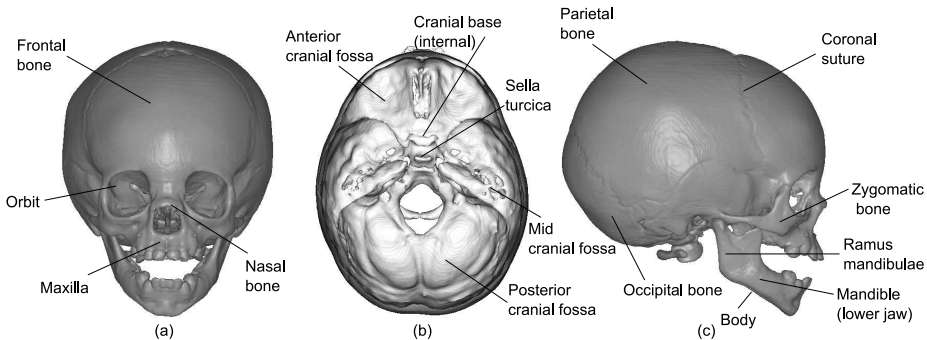 Frontal
bone
Orbit
Maxilla
Nasal
bone
(a)
Anterior
cranial fossa
Cranial base
(internal)
Sella
turcica
Mid
cranial fossa
Posterior
cranial fossa
(b)
Parietal
bone
Coronal
suture
Zygomatic
bone
Ramus
mandibulae
Occipital bone
Mandible
(lower jaw)
Body
(c)